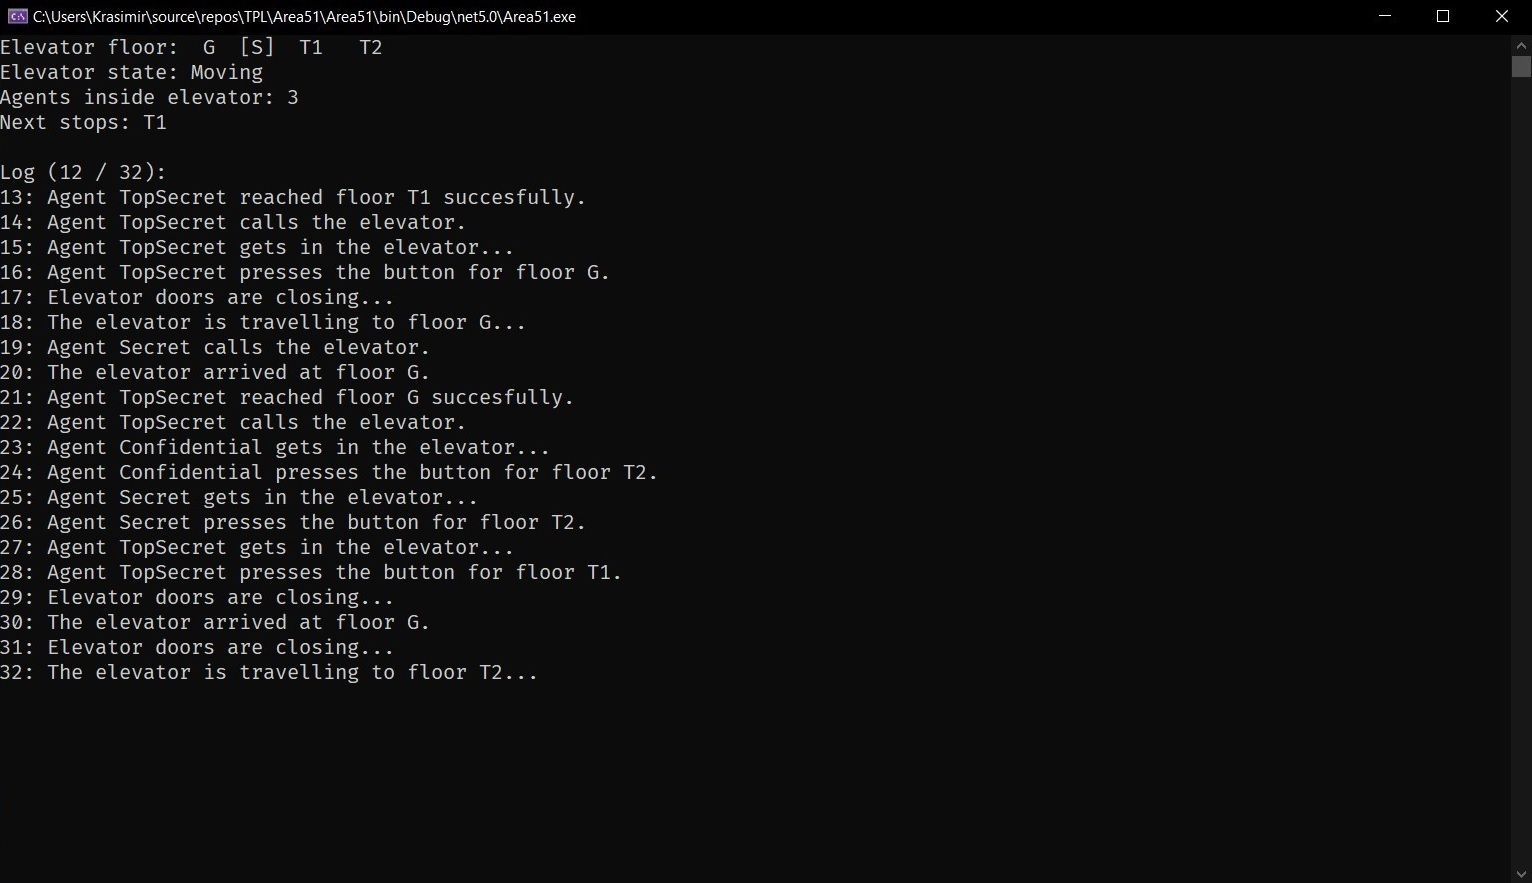 C:\Users\Krasimir\source\repos\TPL\Area51\Area51\bin\Debug\net5.0\Area51.exe
Elevator floor:  G  [S]  T1   T2
Elevator state: Moving
Agents inside elevator: 3
Next stops: T1
Log (12 / 32):
13: Agent TopSecret reached floor T1 succesfully.
14: Agent TopSecret calls the elevator.
15: Agent TopSecret gets in the elevator...
16: Agent TopSecret presses the button for floor G.
17: Elevator doors are closing...
18: The elevator is travelling to floor G...
19: Agent Secret calls the elevator.
20: The elevator arrived at floor G.
21: Agent TopSecret reached floor G succesfully.
22: Agent TopSecret calls the elevator.
23: Agent Confidential gets in the elevator...
24: Agent Confidential presses the button for floor T2.
25: Agent Secret gets in the elevator...
26: Agent Secret presses the button for floor T2.
27: Agent TopSecret gets in the elevator...
28: Agent TopSecret presses the button for floor T1.
29: Elevator doors are closing...
30: The elevator arrived at floor G.
31: Elevator doors are closing...
32: The elevator is travelling to floor T2...